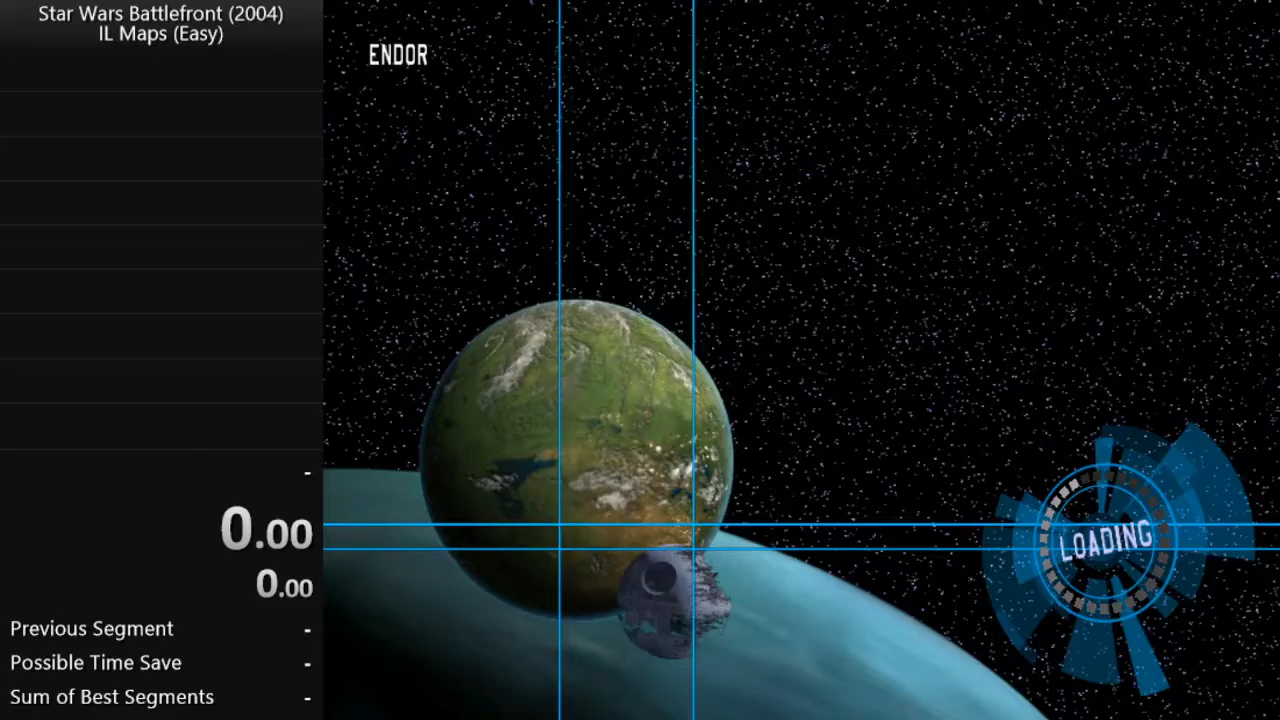 Star Wars Battlefront (2004)
IL Maps (Easy)
ENDOR
-
0.00
0.00
Previous Segment -
Possible Time Save -
Sum of Best Segments -
LOADING